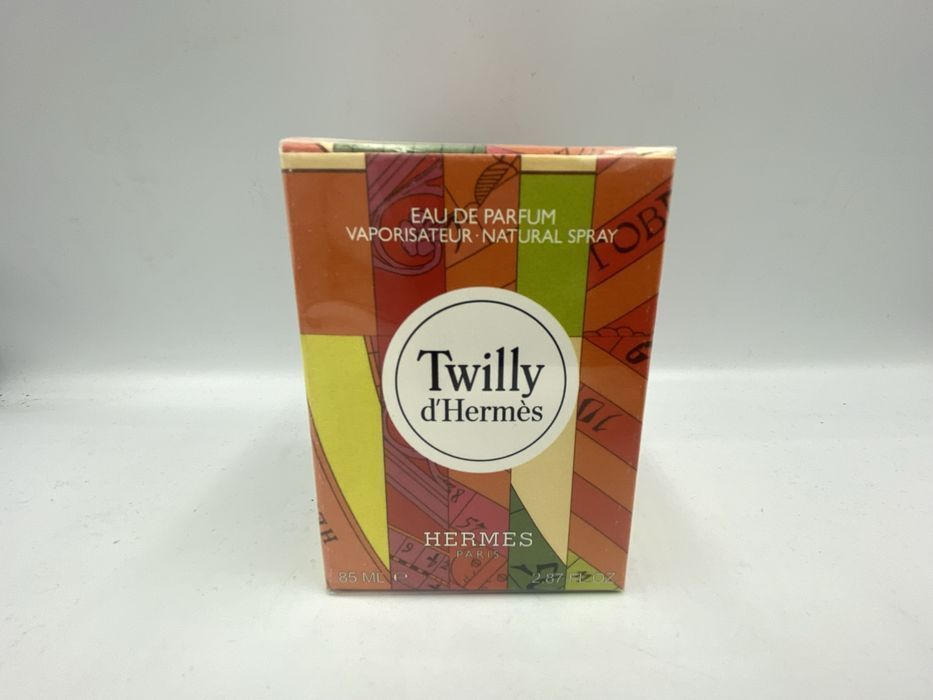 EAU DE PARFUM
VAPORISATEUR · NATURAL SPRAY
Twilly
d'Hermès
HERMES
PARIS
85 ML e 2.87 FL.OZ